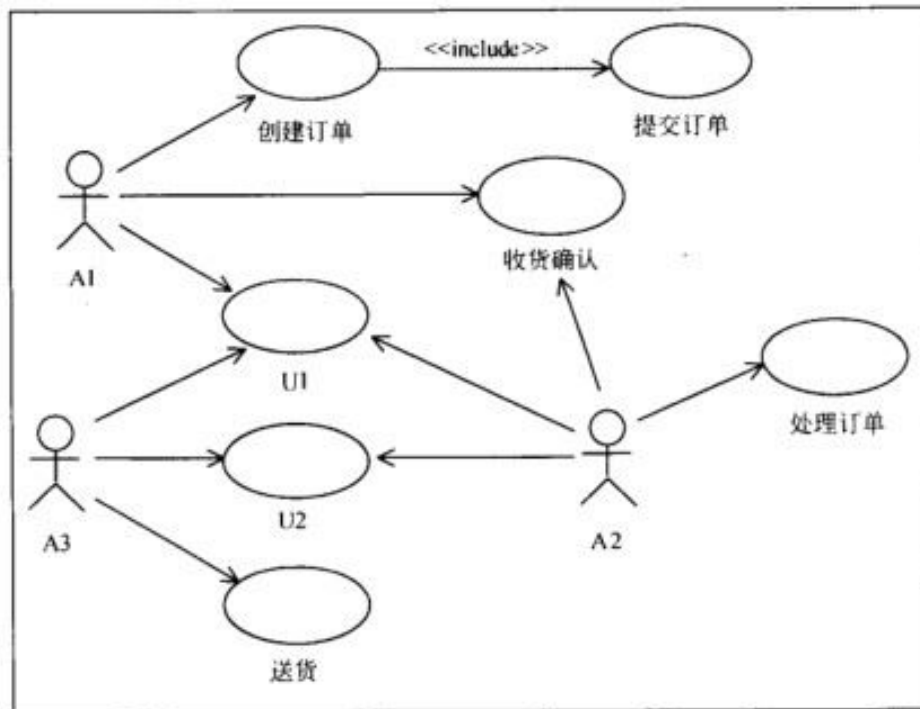 <<include>>
创建订单
提交订单
A1
收货确认
U1
处理订单
A3
U2
A2
送货